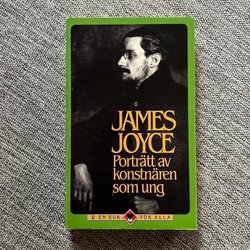 JAMES
JOYCE
Porträtt av
konstnären
som ung
EN BOK FÖR ALLA